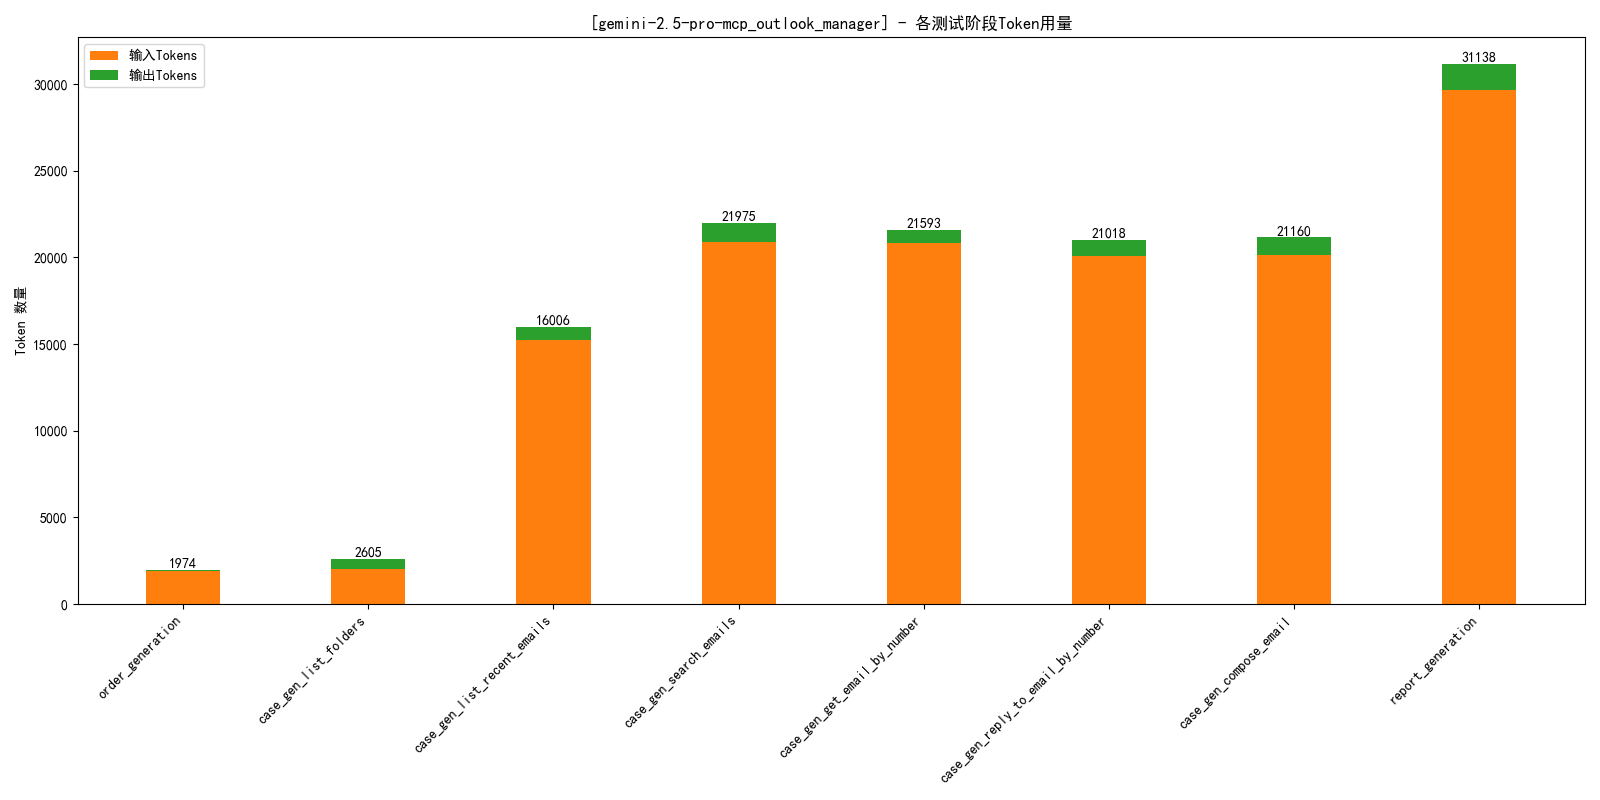 [gemini-2.5-pro-mcp_outlook_manager] - 各测试阶段Token用量
输入Tokens
输出Tokens
Token 数量
30000
25000
20000
15000
10000
5000
0
1974
2605
16006
21975
21593
21018
21160
31138
order_generation
case_gen_list_folders
case_gen_list_recent_emails
case_gen_search_emails
case_gen_get_email_by_number
case_gen_reply_to_email_by_number
case_gen_compose_email
report_generation